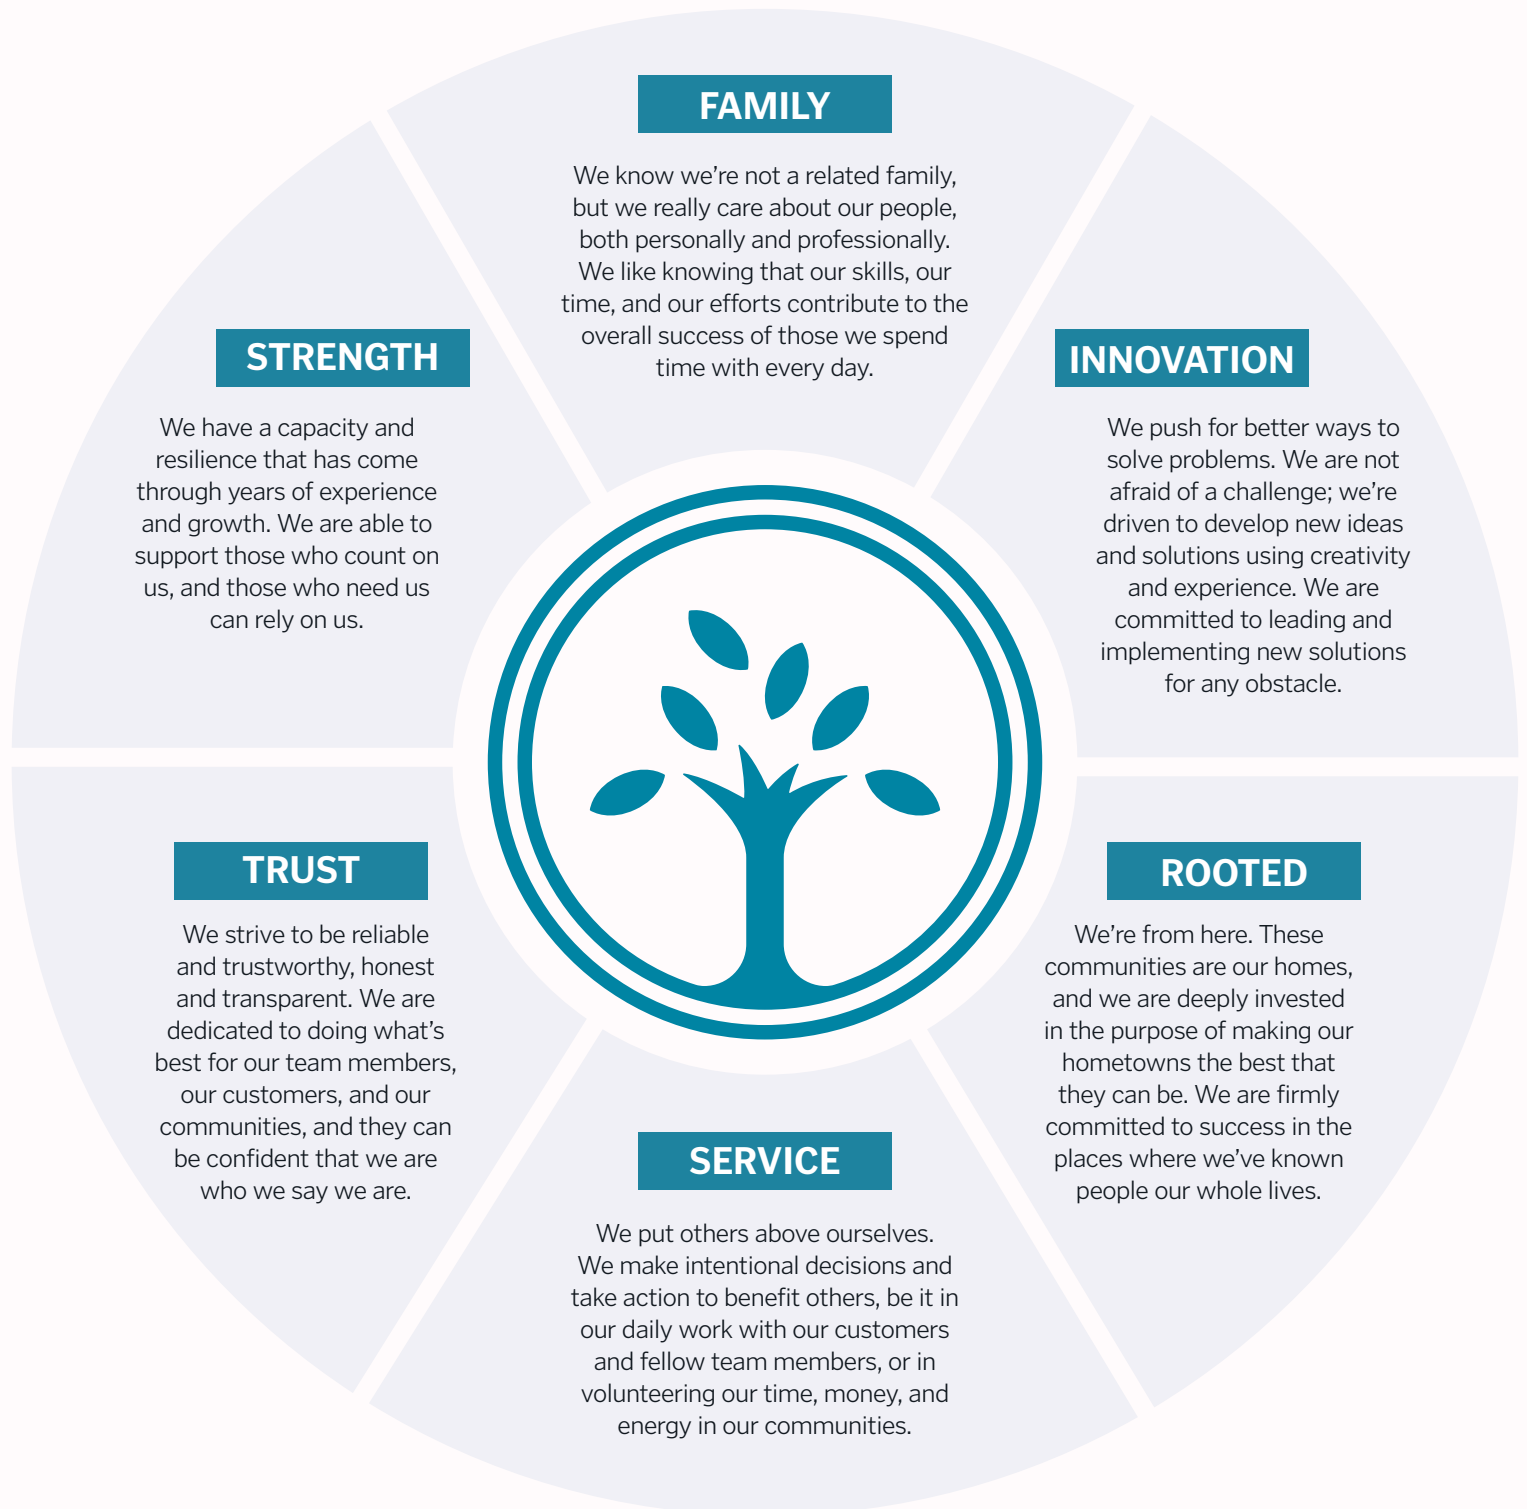 FAMILY
We know we’re not a related family,
but we really care about our people,
both personally and professionally.
We like knowing that our skills, our
time, and our efforts contribute to the
overall success of those we spend
time with every day.
STRENGTH
We have a capacity and
resilience that has come
through years of experience
and growth. We are able to
support those who count on
us, and those who need us
can rely on us.
INNOVATION
We push for better ways to
solve problems. We are not
afraid of a challenge; we’re
driven to develop new ideas
and solutions using creativity
and experience. We are
committed to leading and
implementing new solutions
for any obstacle.
TRUST
We strive to be reliable
and trustworthy, honest
and transparent. We are
dedicated to doing what’s
best for our team members,
our customers, and our
communities, and they can
be confident that we are
who we say we are.
ROOTED
We’re from here. These
communities are our homes,
and we are deeply invested
in the purpose of making our
hometowns the best that
they can be. We are firmly
committed to success in the
places where we’ve known
people our whole lives.
SERVICE
We put others above ourselves.
We make intentional decisions and
take action to benefit others, be it in
our daily work with our customers
and fellow team members, or in
volunteering our time, money, and
energy in our communities.